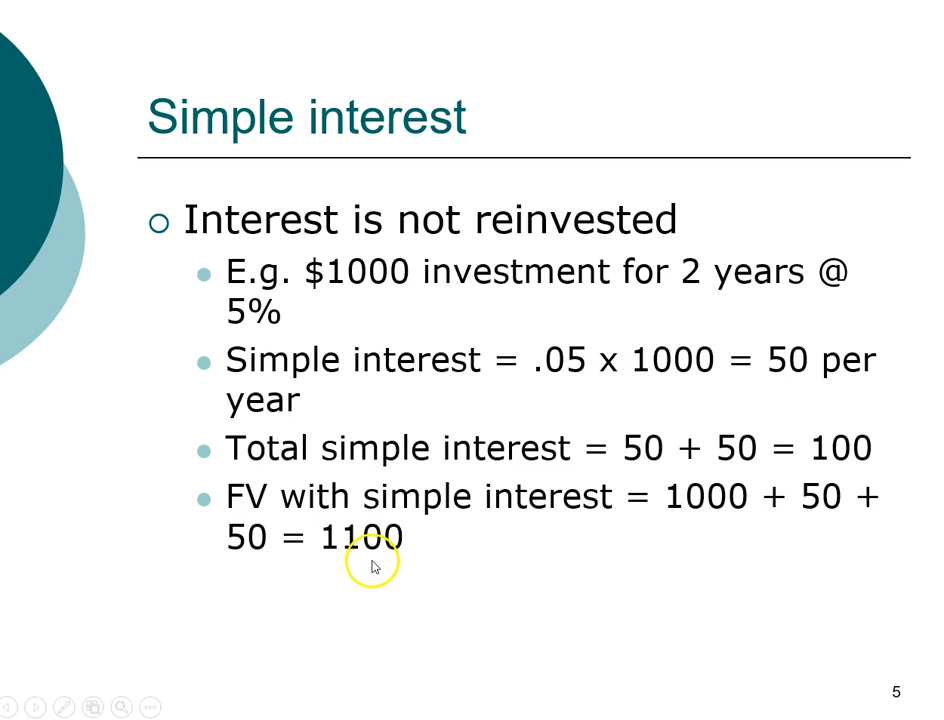 Simple interest
Interest is not reinvested
E.g. $1000 investment for 2 years @
5%
Simple interest = .05 x 1000 = 50 per
year
Total simple interest = 50 + 50 = 100
FV with simple interest = 1000 + 50 +
50 = 1100
5